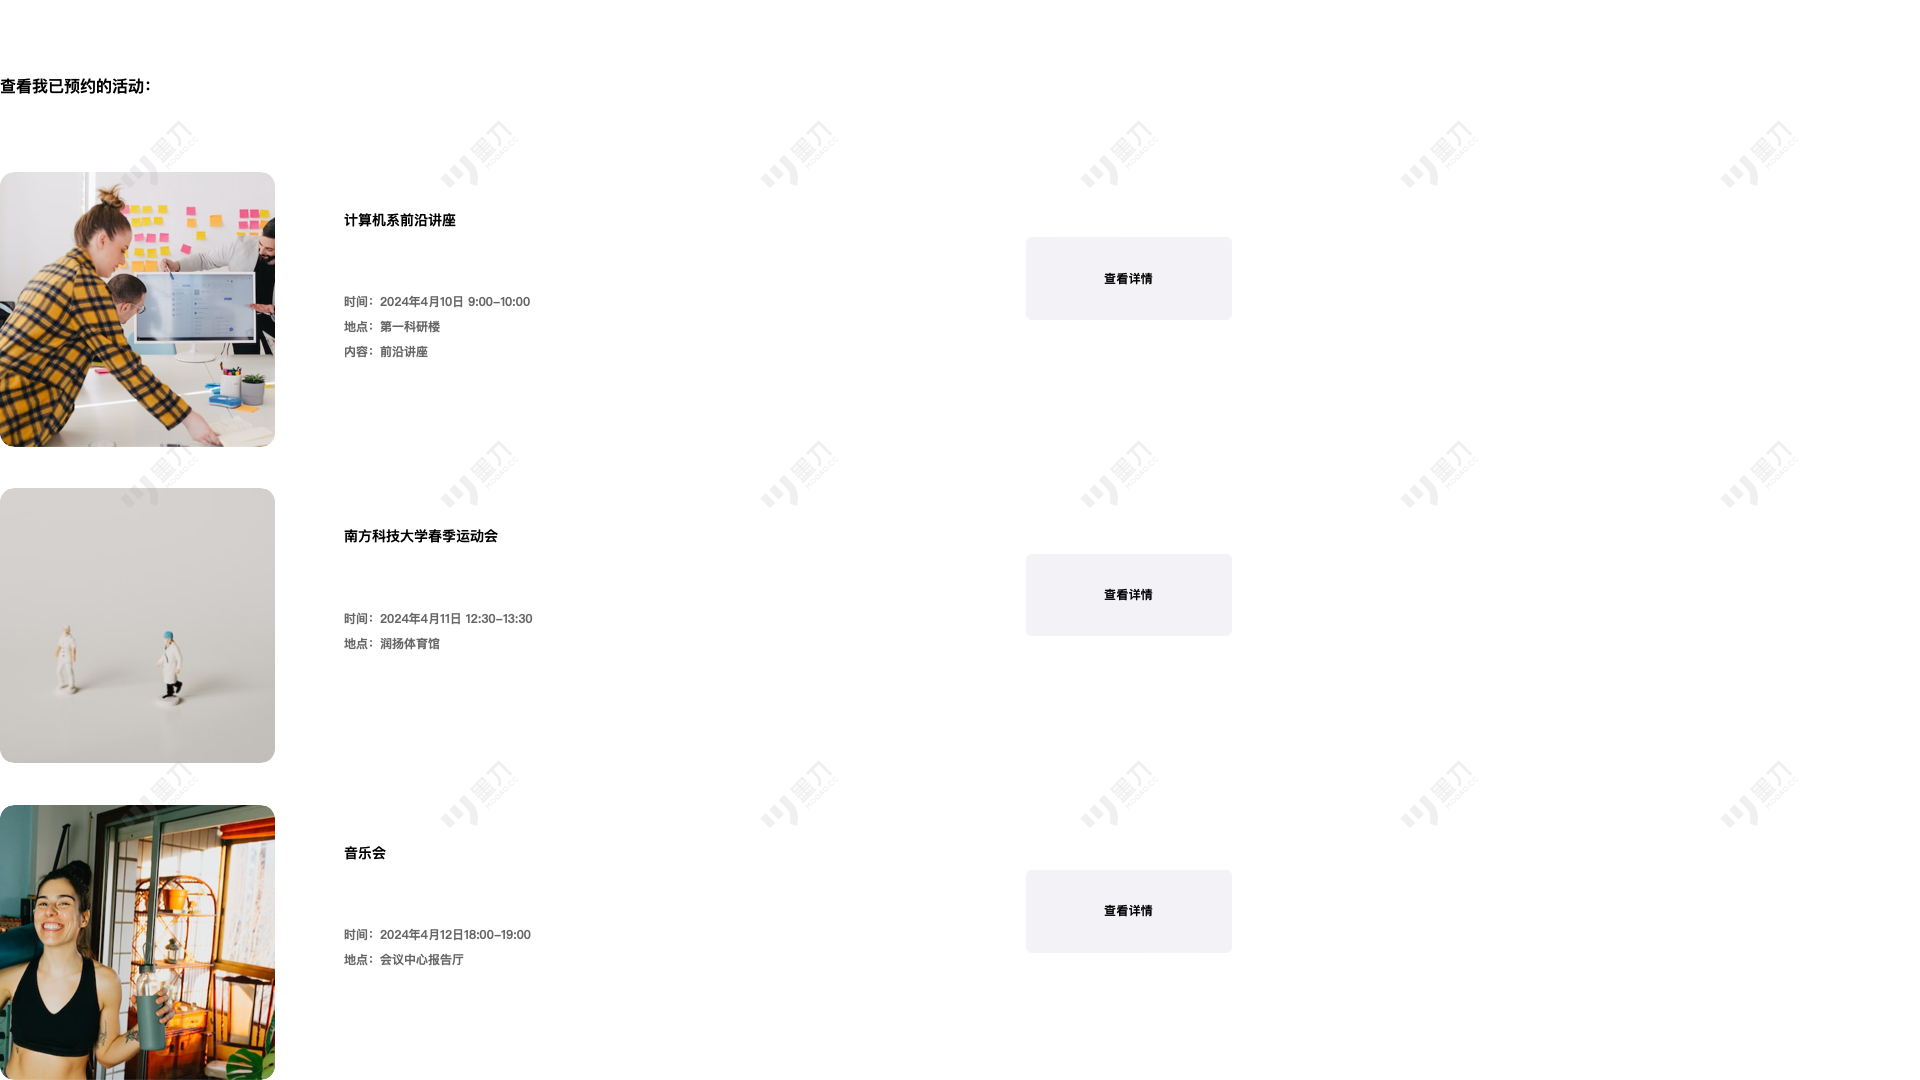 查看我已预约的活动：
计算机系前沿讲座
时间：2024年4月10日 9:00-10:00
地点：第一科研楼
内容：前沿讲座
查看详情
南方科技大学春季运动会
时间：2024年4月11日 12:30-13:30
地点：润扬体育馆
查看详情
音乐会
时间：2024年4月12日18:00-19:00
地点：会议中心报告厅
查看详情
墨刀
MODAO.CC